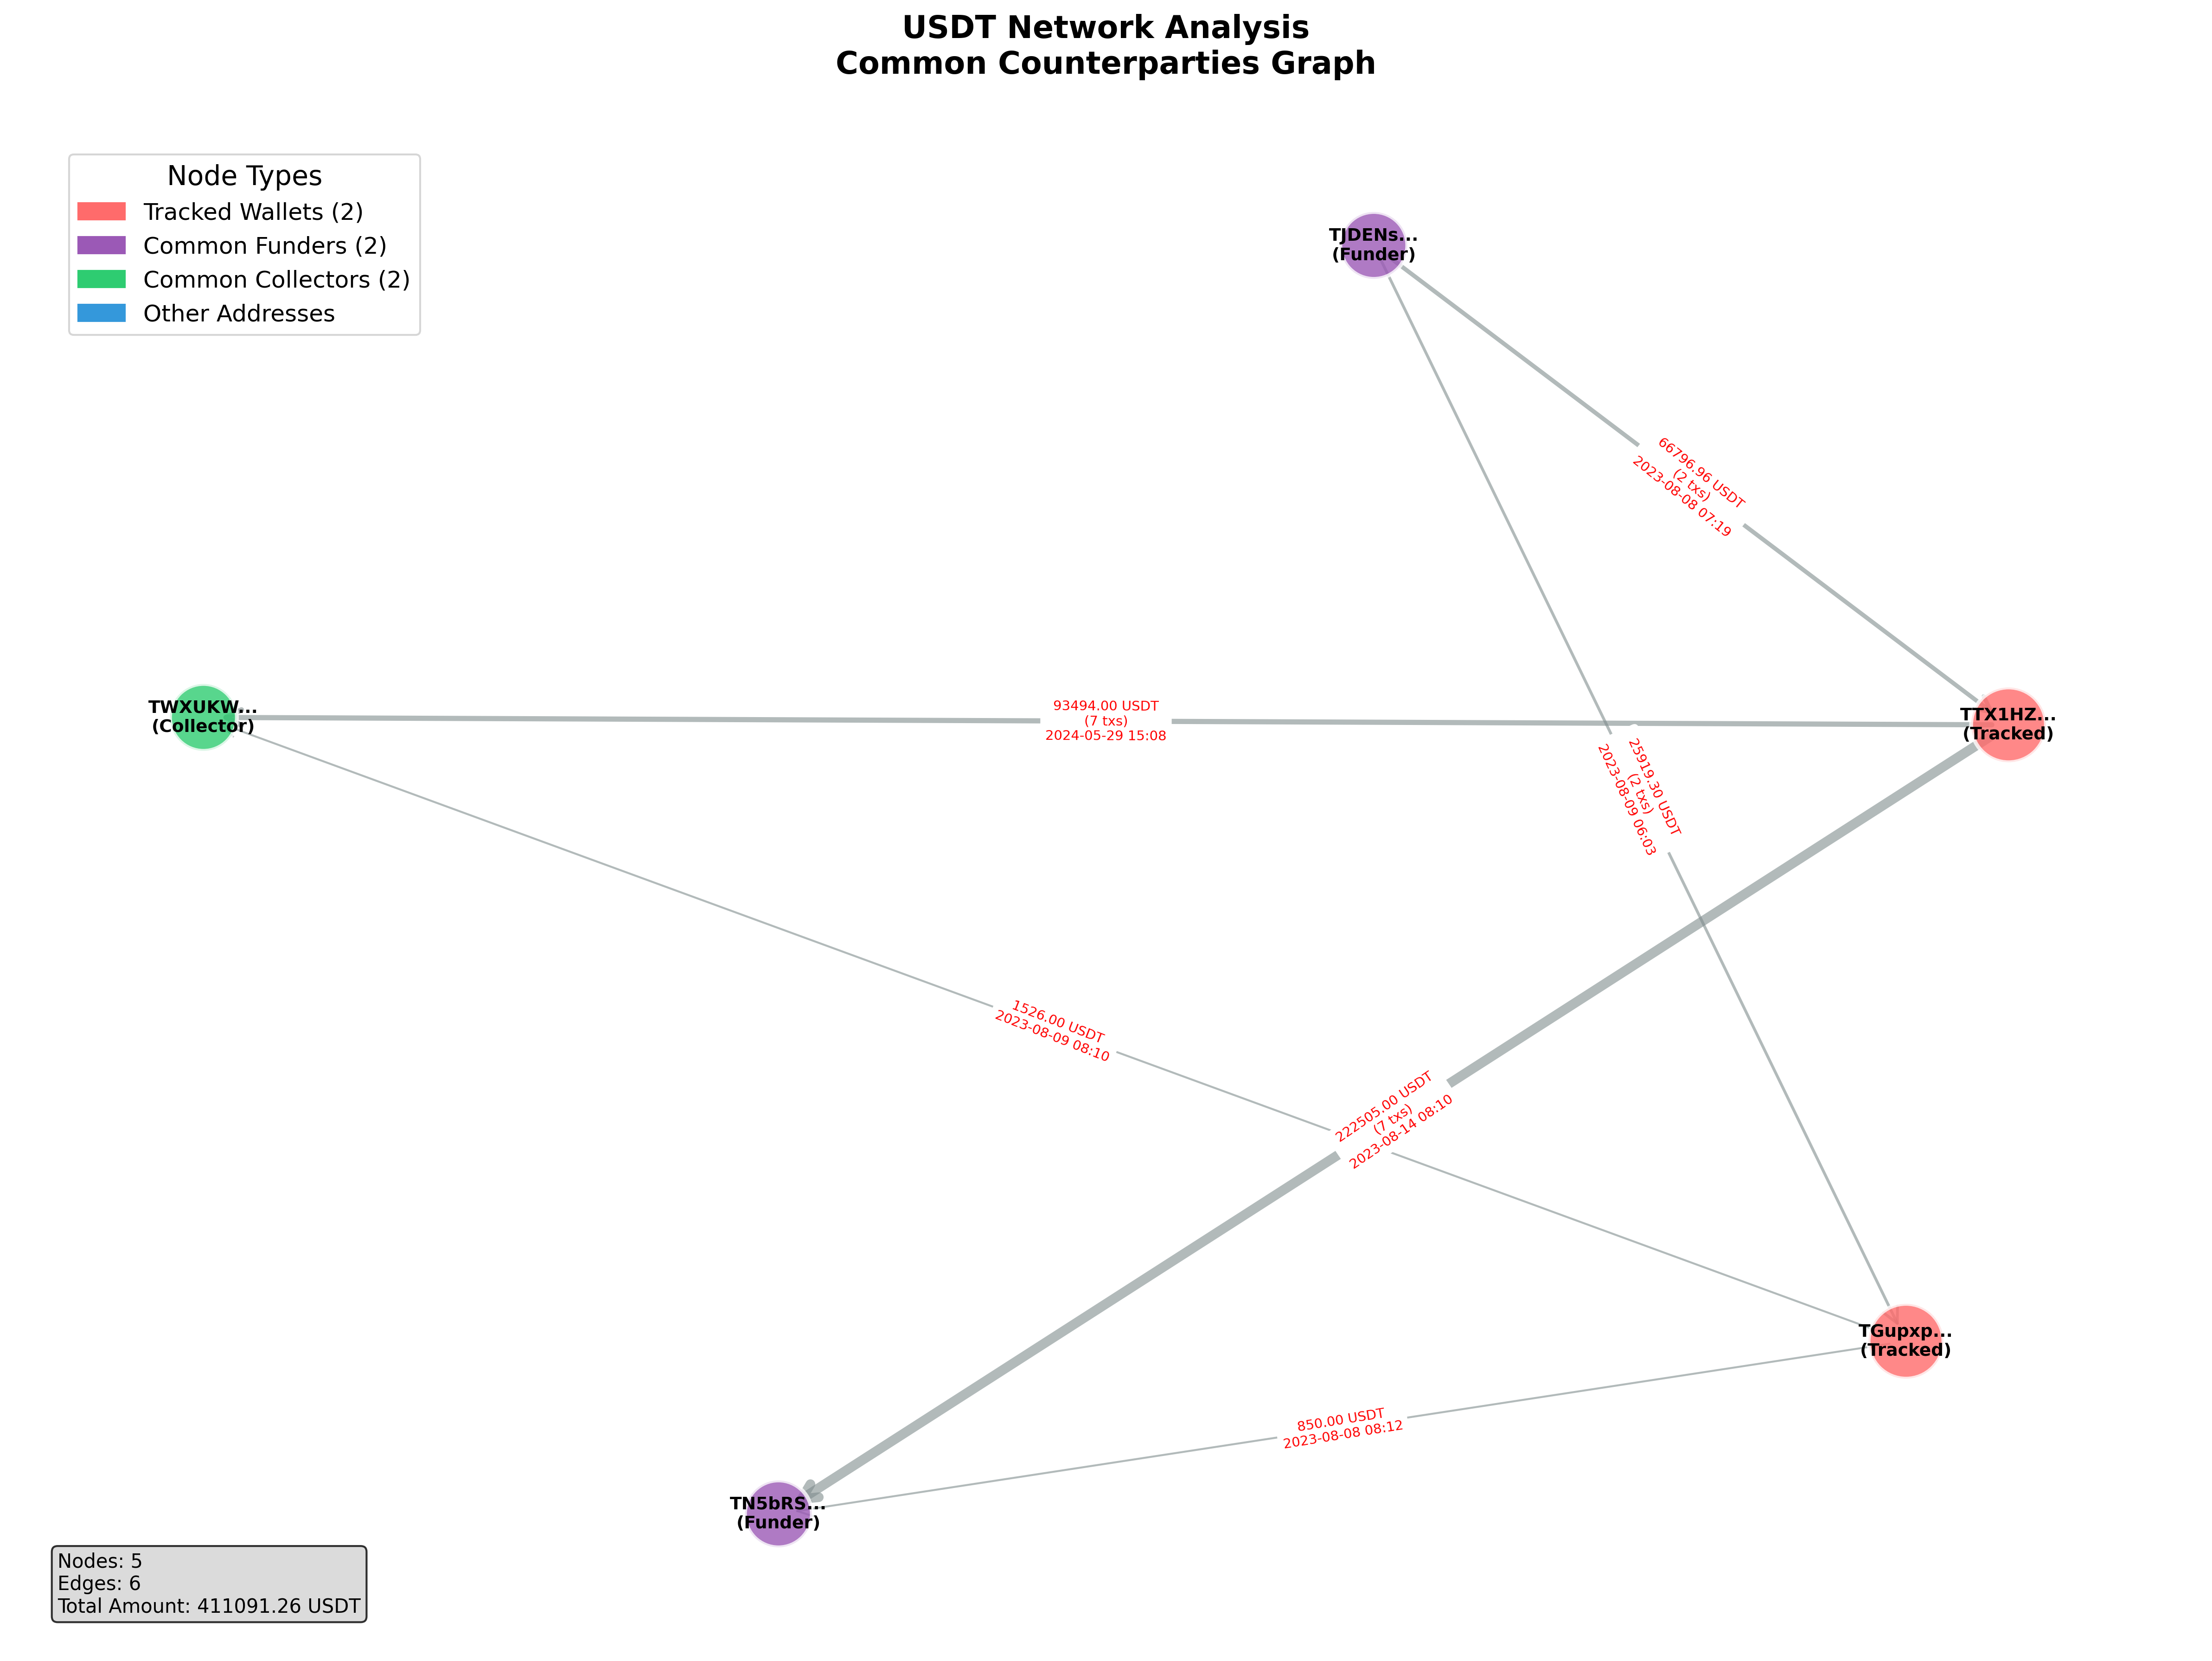 USDT Network Analysis
Common Counterparties Graph
Node Types
Tracked Wallets (2)
Common Funders (2)
Common Collectors (2)
Other Addresses
TJDENs...
(Funder)
66796.96 USDT
(2 txs)
2023-08-08 07:19
TWXUKW...
(Collector)
93494.00 USDT
(7 txs)
2024-05-29 15:08
TTX1HZ...
(Tracked)
25919.30 USDT
(2 txs)
2023-08-09 06:03
1526.00 USDT
2023-08-09 08:10
222505.00 USDT
(7 txs)
2023-08-14 08:10
TGupxp...
(Tracked)
850.00 USDT
2023-08-08 08:12
TN5bRS...
(Funder)
Nodes: 5
Edges: 6
Total Amount: 411091.26 USDT